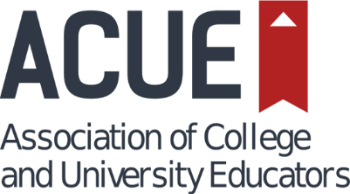 ACUE
Association of College
and University Educators